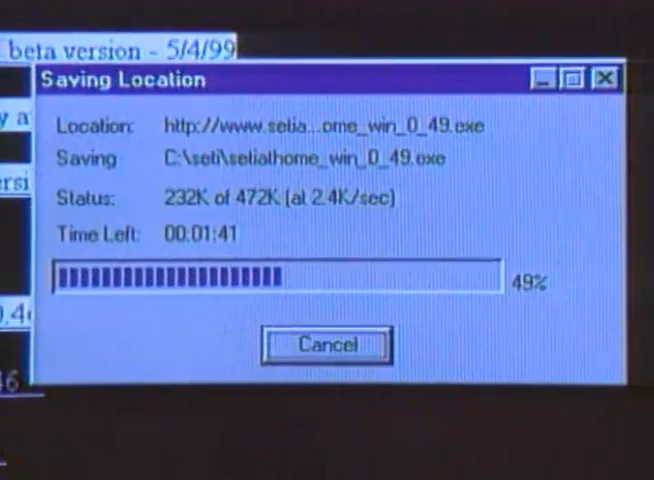 beta version - 5/4/99
Saving Location
Location: http://www.setia...ome_win_0_49.exe
Saving C:\seti\setiathome_win_0_49.exe
Status: 232K of 472K (at 2.4K/sec)
Time Left: 00:01:41
49%
Cancel